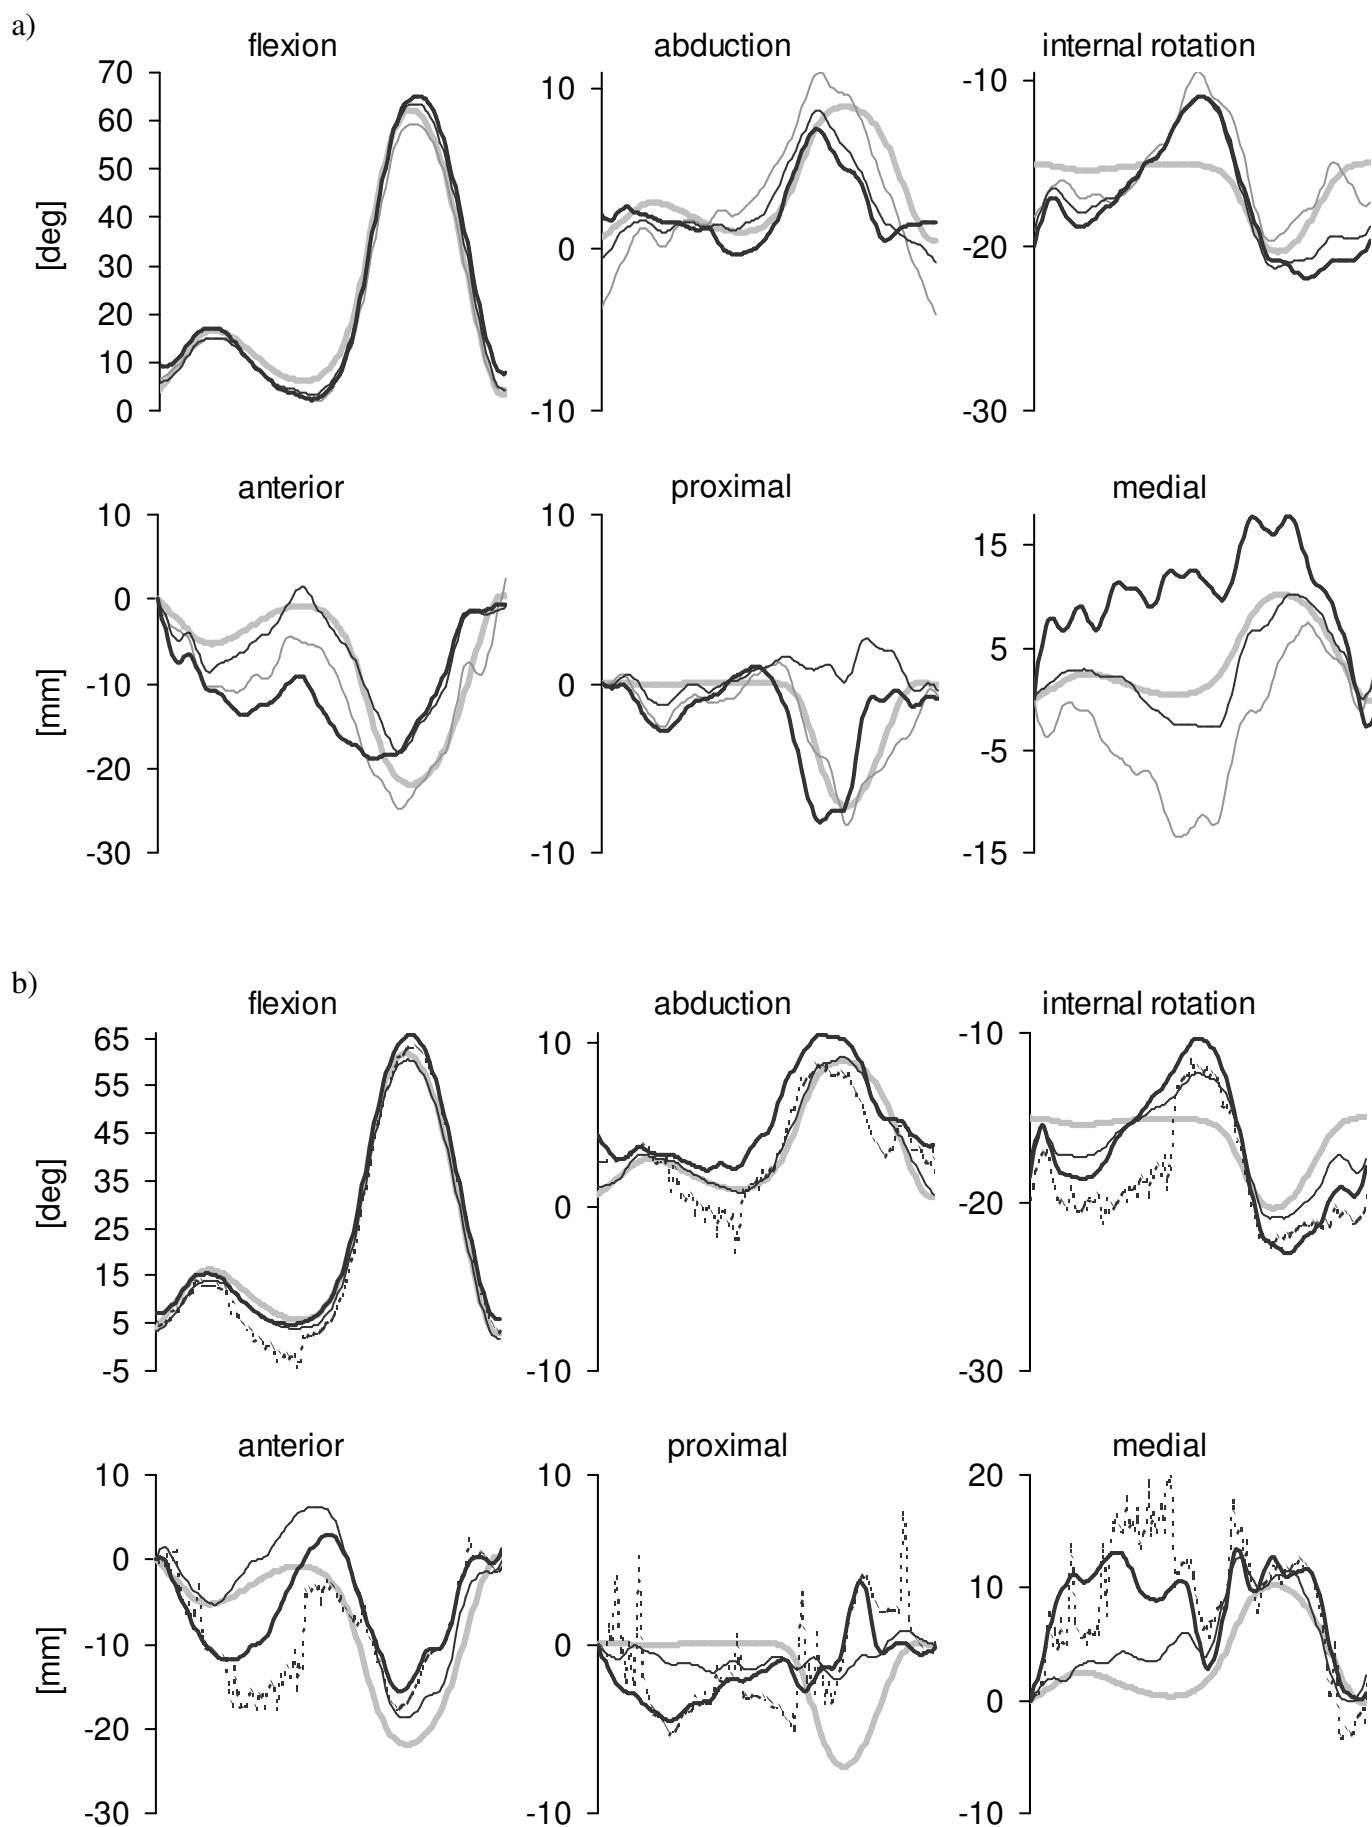 a)
flexion abduction internal rotation
70 10 -10
60
50
40
[deg]
30 0 -20
20
10
0 -10 -30
anterior proximal medial
10 10 15
0 5
[mm]
-10 0 -5
-20
-30 -10 -15
b)
flexion abduction internal rotation
65 10 -10
55
45
35
[deg]
25 0 -20
15
5
-5 -10 -30
anterior proximal medial
10 10 20
0 10
[mm]
-10 0 0
-20
-30 -10 -10